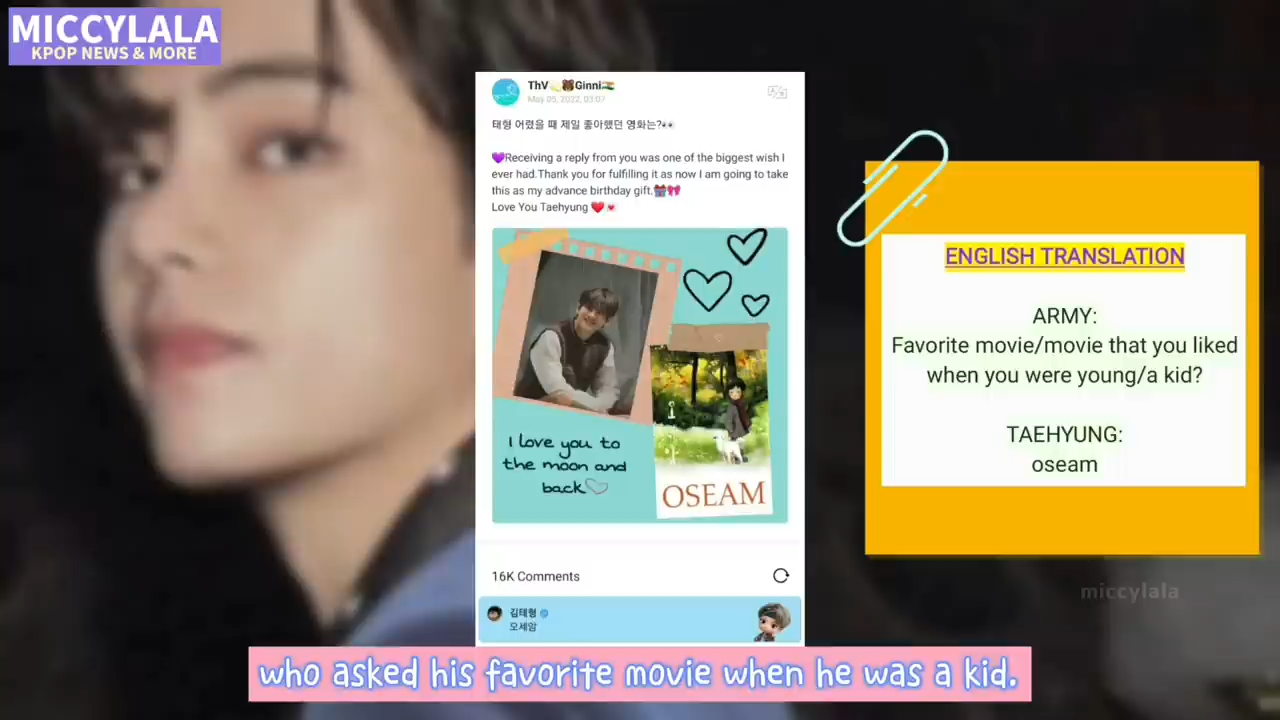 MICCYLALA
KPOP NEWS & MORE
ThV💫🐻Ginni🇮🇳
May 05, 2022, 03:07
태형 어렸을 때 제일 좋아했던 영화는?👀
💜Receiving a reply from you was one of the biggest wish I
ever had.Thank you for fulfilling it as now I am going to take
this as my advance birthday gift.🎁🎀
Love You Taehyung ❤️💌
I love you to
the moon and
back
OSEAM
16K Comments
김태형
오세암
ENGLISH TRANSLATION
ARMY:
Favorite movie/movie that you liked
when you were young/a kid?
TAEHYUNG:
oseam
miccylala
who asked his favorite movie when he was a kid.